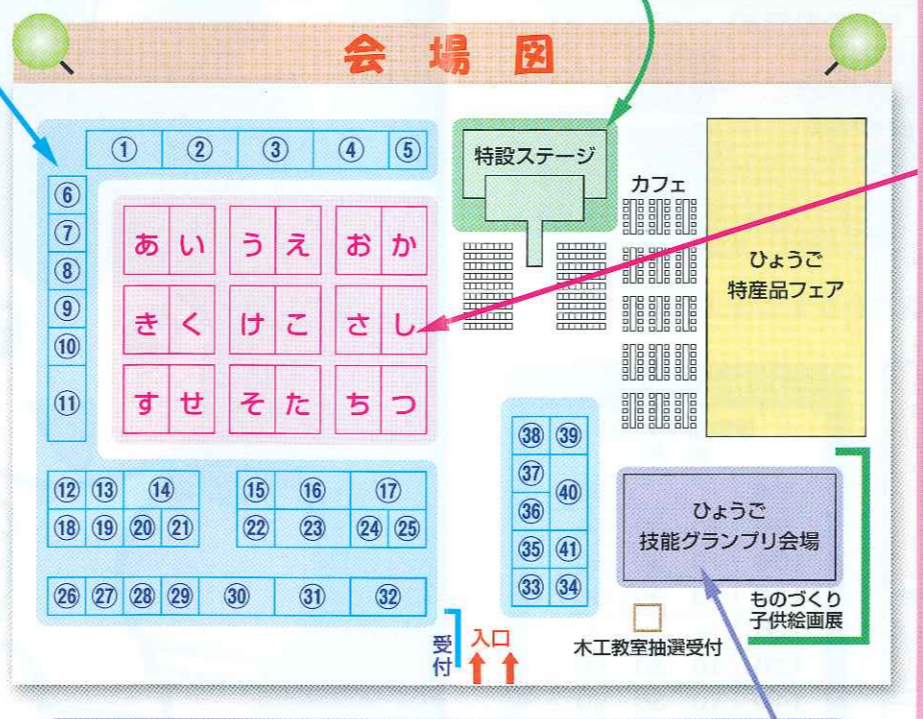 会場図
① ② ③ ④ ⑤
⑥
⑦
⑧
⑨
⑩
⑪
あ い う え お か
き く け こ さ し
す せ そ た ち つ
特設ステージ
カフェ
ひょうご
特産品フェア
⑫ ⑬ ⑭ ⑮ ⑯ ⑰
⑱ ⑲ ⑳ ㉑ ㉒ ㉓ ㉔ ㉕
㉖ ㉗ ㉘ ㉙ ㉚ ㉛ ㉜
㊳ ㊴
㊲ ㊵
㊱
㉟ ㊶
㉝ ㉞
ひょうご
技能グランプリ会場
ものづくり
子供絵画展
木工教室抽選受付
受付
入口